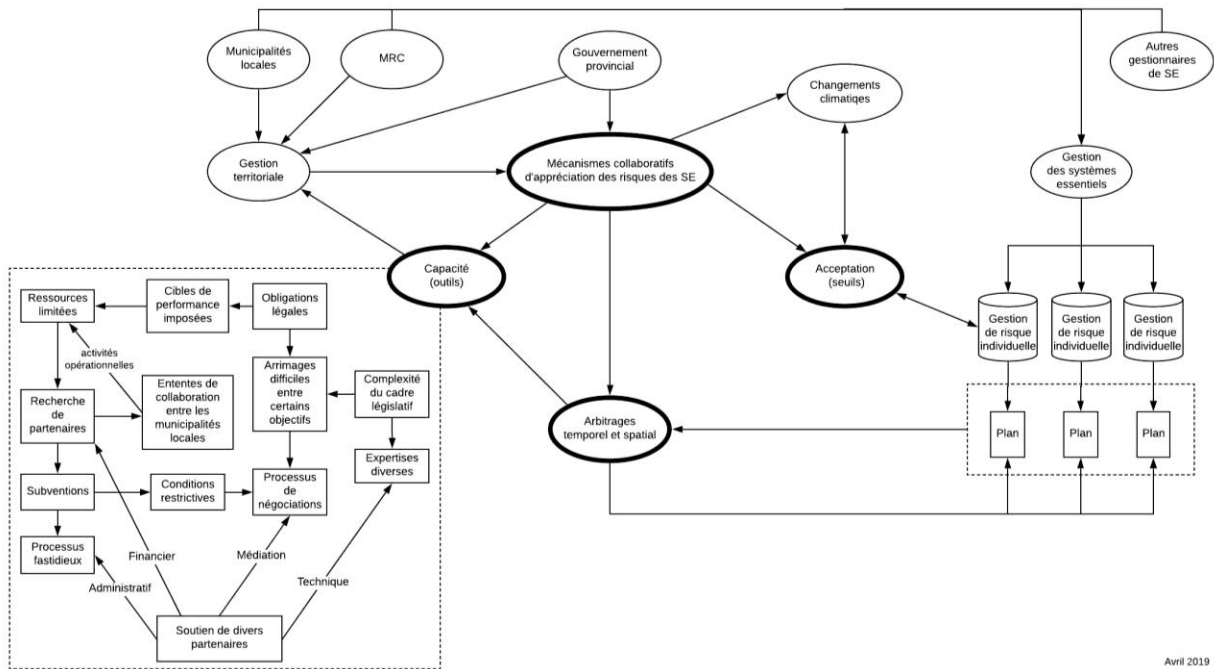 Municipalités
locales
MRC
Gouvernement
provincial
Autres
gestionnaires
de SE
Changements
climatiqes
Gestion
territoriale
Mécanismes collaboratifs
d'appréciation des risques des SE
Gestion
des systèmes
essentiels
Capacité
(outils)
Acceptation
(seuils)
Gestion
de risque
individuelle
Gestion
de risque
individuelle
Gestion
de risque
individuelle
Arbitrages
temporel et spatial
Plan
Plan
Plan
Ressources
limitées
Cibles de
performance
imposées
Obligations
légales
activités
opérationnelles
Recherche
de
partenaires
Ententes de
collaboration
entre les
municipalités
locales
Arrimages
difficiles
entre
certains
objectifs
Complexité
du cadre
législatif
Subventions
Conditions
restrictives
Processus
de
négociations
Expertises
diverses
Processus
fastidieux
Financier
Médiation
Administratif
Technique
Soutien de divers
partenaires
Avril 2019